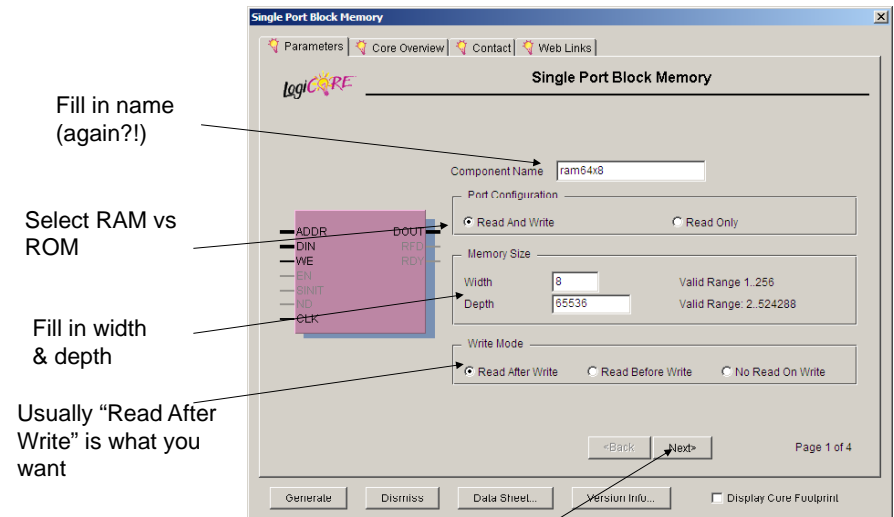 Single Port Block Memory
Parameters
Core Overview
Contact
Web Links
LogiCORE
Single Port Block Memory
Fill in name
(again?!)
Component Name
ram64x8
Port Configuration
Read And Write
Read Only
Select RAM vs
ROM
ADDR
DIN
WE
EN
SINIT
ND
CLK
DOUT
RFD
RDY
Memory Size
Width
8
Valid Range 1..256
Depth
65536
Valid Range: 2..524288
Fill in width
& depth
Write Mode
Read After Write
Read Before Write
No Read On Write
Usually “Read After
Write” is what you
want
<Back
Next>
Page 1 of 4
Generate
Dismiss
Data Sheet...
Version Info...
Display Core Footprint